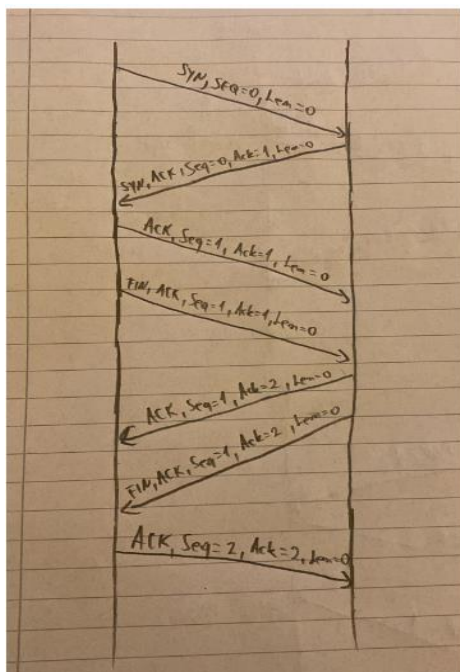 SYN, SEQ=0, Len=0
SYN, ACK, Seq=0, Ack=1, Len=0
ACK, Seq=1, Ack=1, Len=0
FIN, ACK, Seq=1, Ack=1, Len=0
ACK, Seq=1, Ack=2, Len=0
FIN, ACK, Seq=1, Ack=2, Len=0
ACK, Seq=2, Ack=2, Len=0